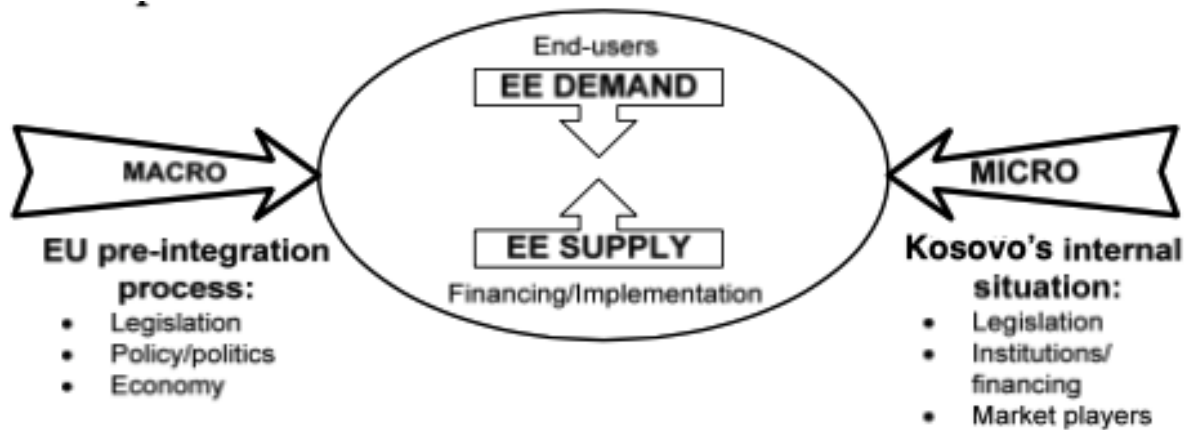 End-users
EE DEMAND
MACRO
MICRO
EE SUPPLY
Financing/Implementation
EU pre-integration
process:
• Legislation
• Policy/politics
• Economy
Kosovo's internal
situation:
• Legislation
• Institutions/
financing
• Market players